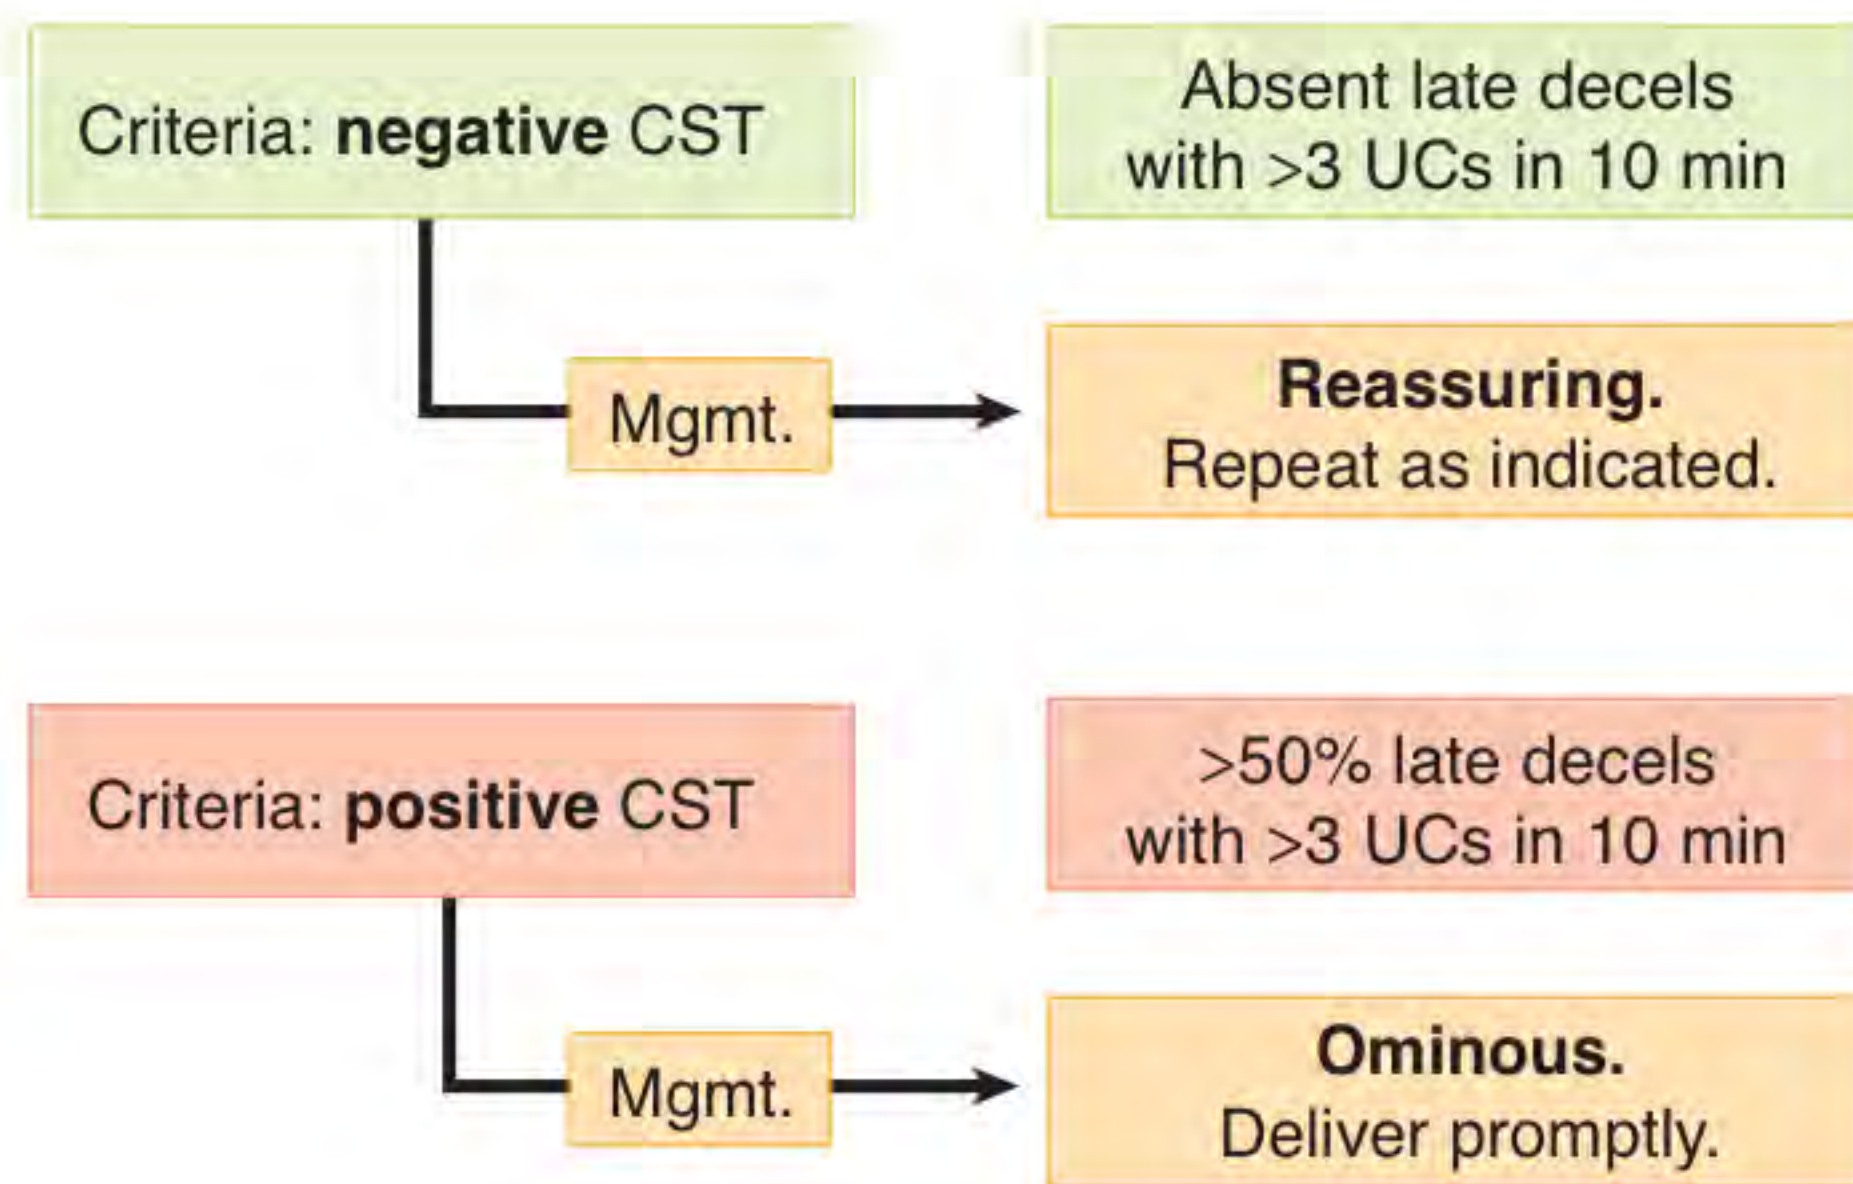 Criteria: negative CST
Absent late decels
with >3 UCs in 10 min
Mgmt.
Reassuring.
Repeat as indicated.
Criteria: positive CST
>50% late decels
with >3 UCs in 10 min
Mgmt.
Ominous.
Deliver promptly.